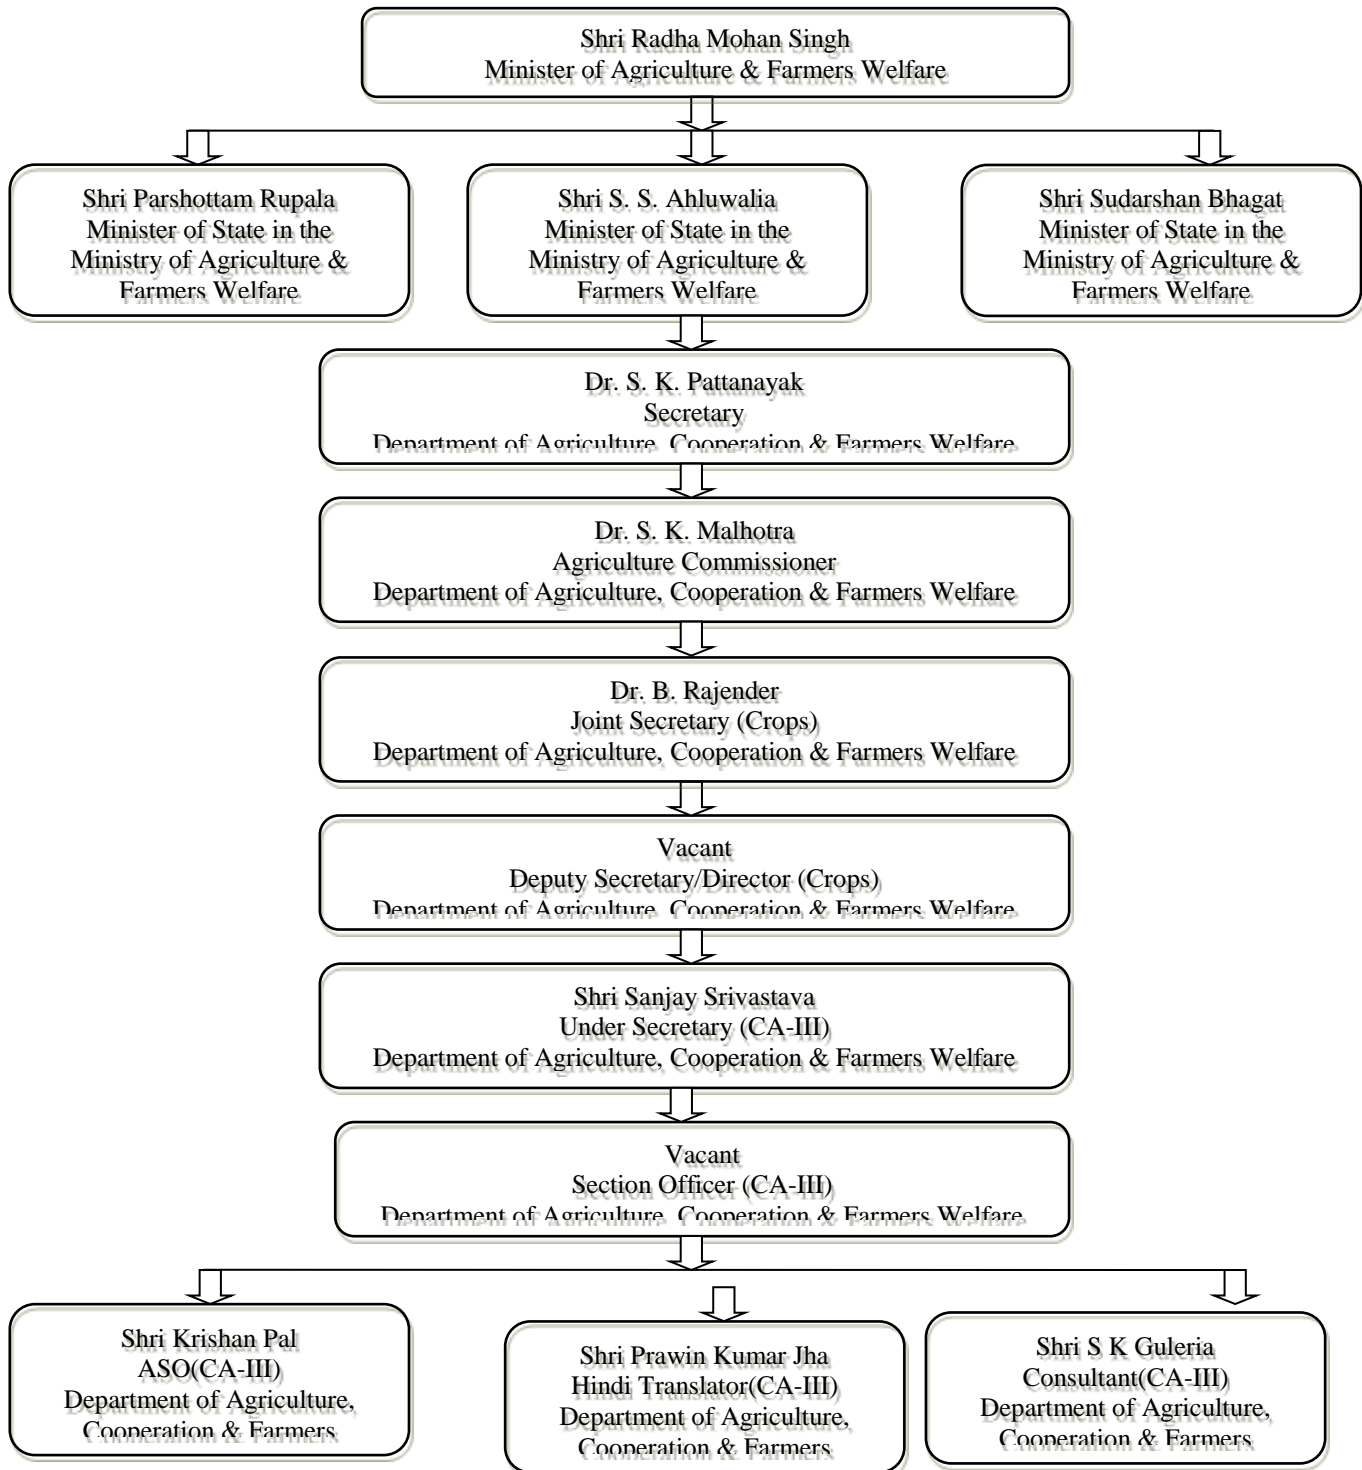 Shri Radha Mohan Singh
Minister of Agriculture & Farmers Welfare
Shri Parshottam Rupala
Minister of State in the
Ministry of Agriculture &
Farmers Welfare
Shri S. S. Ahluwalia
Minister of State in the
Ministry of Agriculture &
Farmers Welfare
Shri Sudarshan Bhagat
Minister of State in the
Ministry of Agriculture &
Farmers Welfare
Dr. S. K. Pattanayak
Secretary
Department of Agriculture, Cooperation & Farmers Welfare
Dr. S. K. Malhotra
Agriculture Commissioner
Department of Agriculture, Cooperation & Farmers Welfare
Dr. B. Rajender
Joint Secretary (Crops)
Department of Agriculture, Cooperation & Farmers Welfare
Vacant
Deputy Secretary/Director (Crops)
Department of Agriculture, Cooperation & Farmers Welfare
Shri Sanjay Srivastava
Under Secretary (CA-III)
Department of Agriculture, Cooperation & Farmers Welfare
Vacant
Section Officer (CA-III)
Department of Agriculture, Cooperation & Farmers Welfare
Shri Krishan Pal
ASO(CA-III)
Department of Agriculture,
Cooperation & Farmers
Shri Prawin Kumar Jha
Hindi Translator(CA-III)
Department of Agriculture,
Cooperation & Farmers
Shri S K Guleria
Consultant(CA-III)
Department of Agriculture,
Cooperation & Farmers